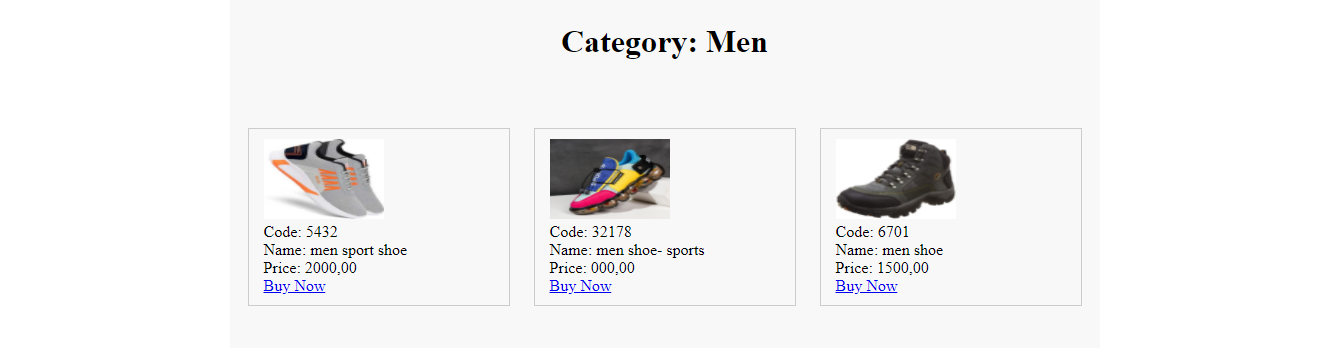 Category: Men
Code: 5432
Name: men sport shoe
Price: 2000,00
Buy Now
Code: 32178
Name: men shoe- sports
Price: 000,00
Buy Now
Code: 6701
Name: men shoe
Price: 1500,00
Buy Now